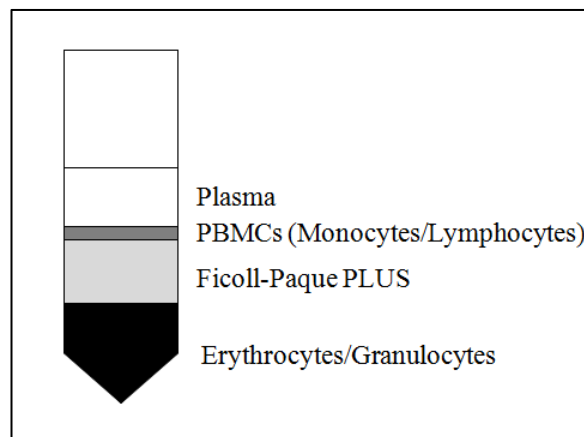 Plasma
PBMCs (Monocytes/Lymphocytes)
Ficoll-Paque PLUS
Erythrocytes/Granulocytes